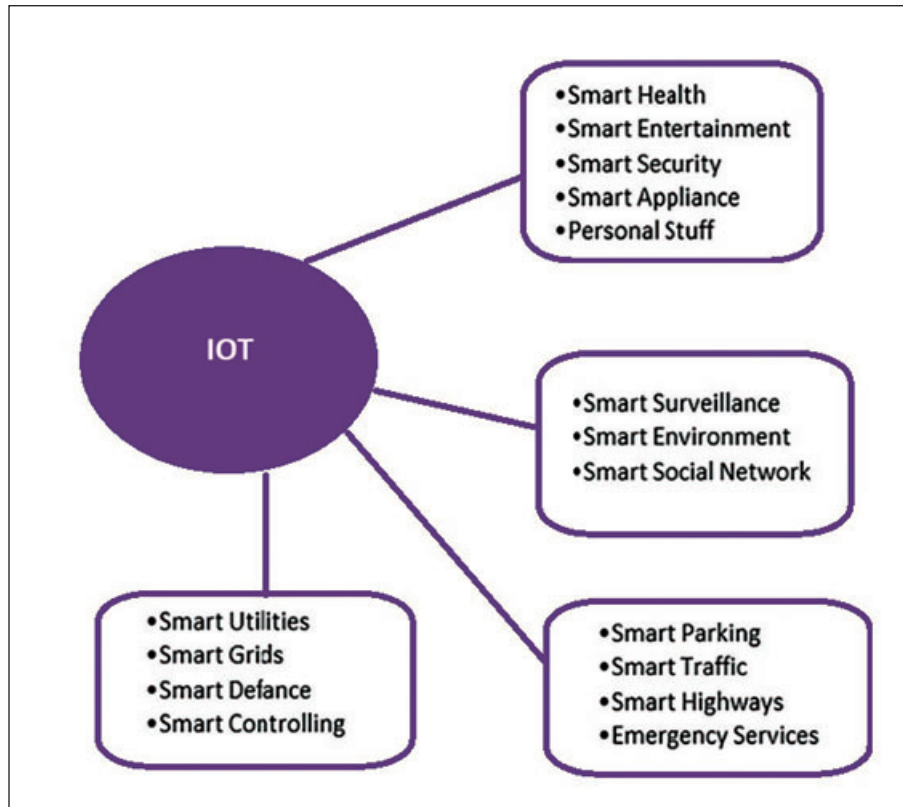 IOT
•Smart Health
•Smart Entertainment
•Smart Security
•Smart Appliance
•Personal Stuff
•Smart Surveillance
•Smart Environment
•Smart Social Network
•Smart Utilities
•Smart Grids
•Smart Defance
•Smart Controlling
•Smart Parking
•Smart Traffic
•Smart Highways
•Emergency Services